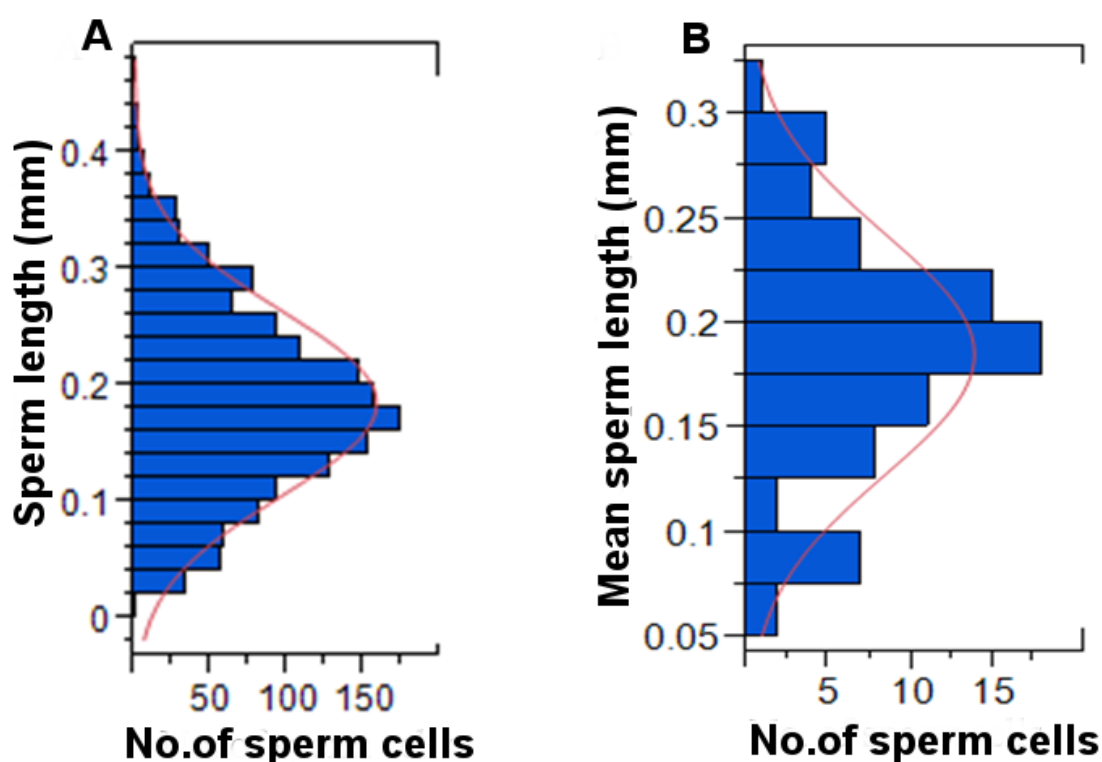 A
Sperm length (mm)
0.4
0.3
0.2
0.1
0
50 100 150
No.of sperm cells
B
Mean sperm length (mm)
0.3
0.25
0.2
0.15
0.1
0.05
5 10 15
No.of sperm cells